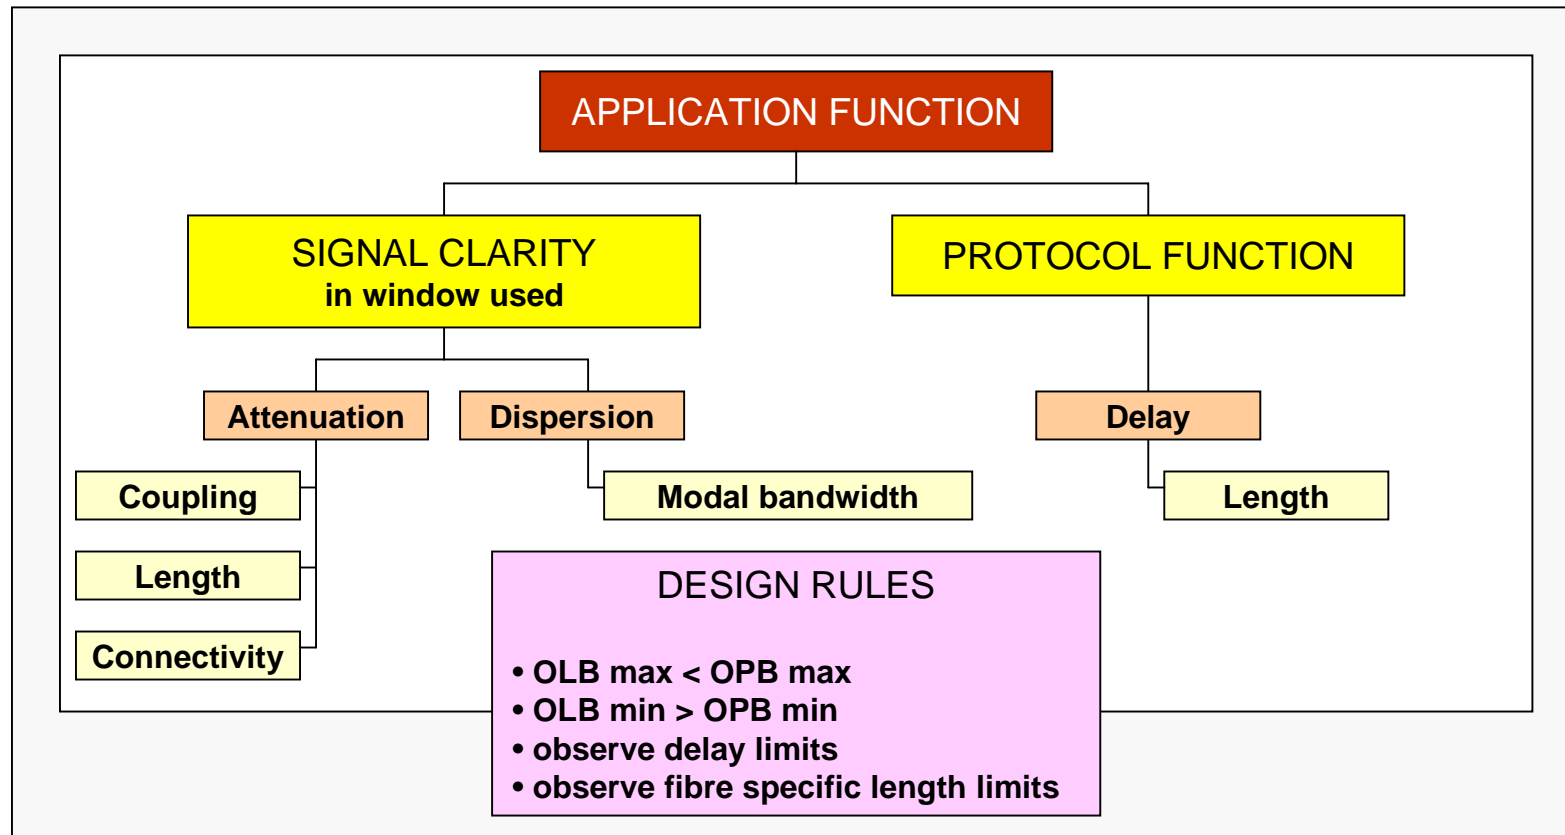 APPLICATION FUNCTION
SIGNAL CLARITY
in window used
PROTOCOL FUNCTION
Attenuation
Dispersion
Delay
Coupling
Modal bandwidth
Length
Length
Connectivity
DESIGN RULES
• OLB max < OPB max
• OLB min > OPB min
• observe delay limits
• observe fibre specific length limits